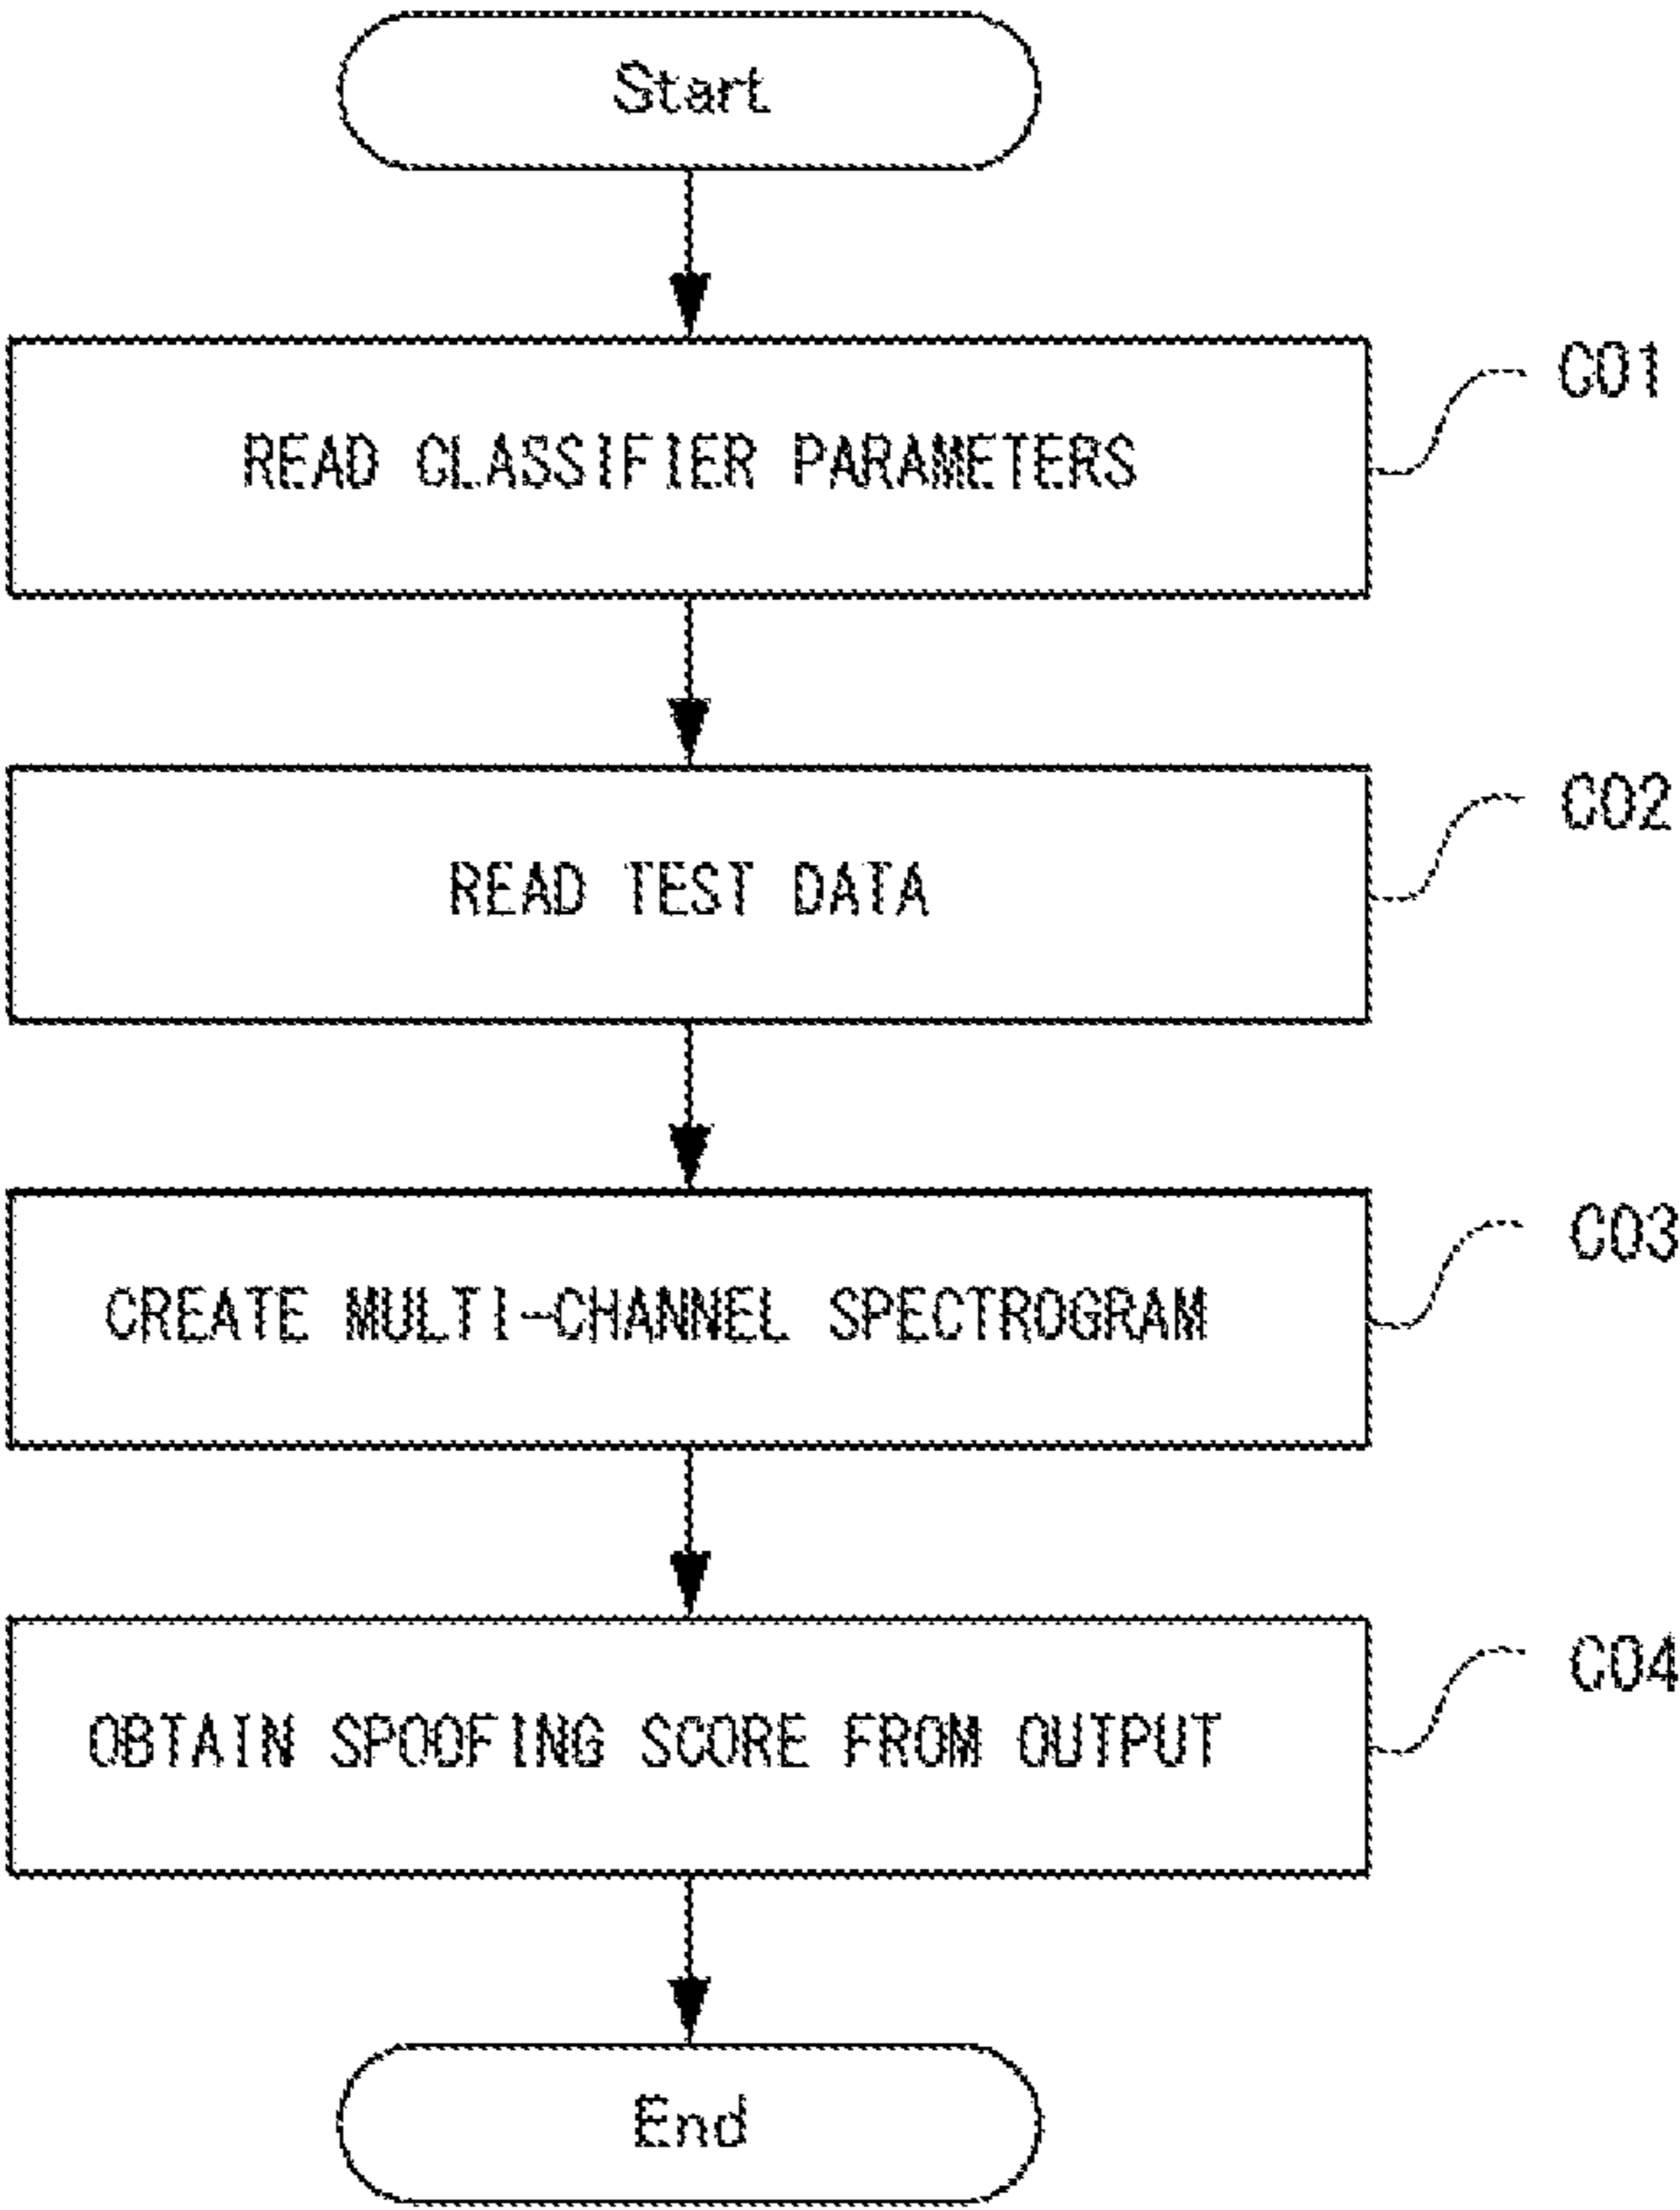 Start
READ CLASSIFIER PARAMETERS
C01
READ TEST DATA
C02
CREATE MULTI-CHANNEL SPECTROGRAM
C03
OBTAIN SPOOFING SCORE FROM OUTPUT
C04
End